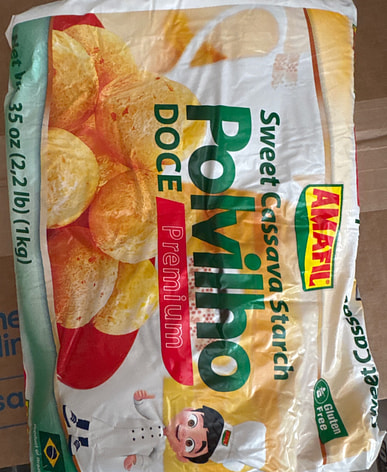 AMAFIL
Sweet Cassava Starch
Polvilho
DOCE Premium
Gluten
Free
35 oz (2,2 lb) (1kg)